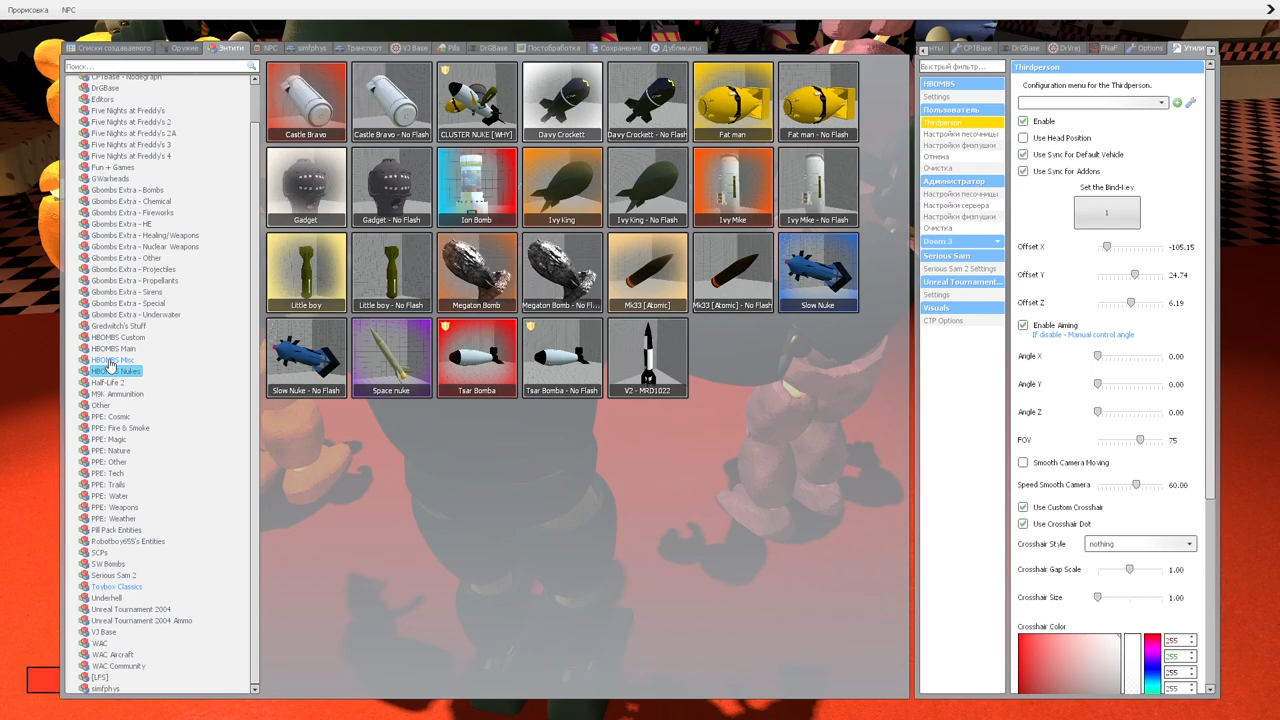 Прорисовка NPC
Списки создаваемого Оружие Энтити NPC simfphys Транспорт VJ Base Pills DrGBase Постобработка Сохранения Дубликаты
Поиск...
CPTBase - Nodegraph
DrGBase
Editors
Five Nights at Freddy's
Five Nights at Freddy's 2
Five Nights at Freddy's 2A
Five Nights at Freddy's 3
Five Nights at Freddy's 4
Fun + Games
GWarheads
Gbombs Extra - Bombs
Gbombs Extra - Chemical
Gbombs Extra - Fireworks
Gbombs Extra - HE
Gbombs Extra - Healing/Weapons
Gbombs Extra - Nuclear Weapons
Gbombs Extra - Other
Gbombs Extra - Projectiles
Gbombs Extra - Propellants
Gbombs Extra - Sirens
Gbombs Extra - Special
Gbombs Extra - Underwater
Gredwitch's Stuff
HBOMBS Custom
HBOMBS Main
HBOMBS Misc
HBOMBS Nukes
Half-Life 2
M9K Ammunition
Other
PPE: Cosmic
PPE: Fire & Smoke
PPE: Magic
PPE: Nature
PPE: Other
PPE: Tech
PPE: Trails
PPE: Water
PPE: Weapons
PPE: Weather
Pill Pack Entities
Robotboy655's Entities
SCPs
SW Bombs
Serious Sam 2
Toybox Classics
Underhell
Unreal Tournament 2004
Unreal Tournament 2004 Ammo
VJ Base
WAC
WAC Aircraft
WAC Community
[LFS]
simfphys
Castle Bravo Castle Bravo - No Flash CLUSTER NUKE [WHY] Davy Crockett Davy Crockett - No Flash Fat man Fat man - No Flash
Gadget Gadget - No Flash Ion Bomb Ivy King Ivy King - No Flash Ivy Mike Ivy Mike - No Flash
Little boy Little boy - No Flash Megaton Bomb Megaton Bomb - No Fl... Mk33 [Atomic] Mk33 [Atomic] - No Flash Slow Nuke
Slow Nuke - No Flash Space nuke Tsar Bomba Tsar Bomba - No Flash V2 - MRD1022
нты CPTBase DrGBase DrVrej FNaF Options Утили
Быстрый фильтр...
HBOMBS
Settings
Пользователь
Thirdperson
Настройки песочницы
Настройки физпушки
Отмена
Очистка
Администратор
Настройки песочницы
Настройки сервера
Настройки физпушки
Очистка
Doom 3
Serious Sam
Serious Sam 2 Settings
Unreal Tournament...
Settings
Visuals
CTP Options
Thirdperson
Configuration menu for the Thirdperson.
Enable
Use Head Position
Use Sync for Default Vehicle
Use Sync for Addons
Set the Bind-Key
1
Offset X -105.15
Offset Y 24.74
Offset Z 6.19
Enable Aiming
If disable - Manual control angle
Angle X 0.00
Angle Y 0.00
Angle Z 0.00
FOV 75
Smooth Camera Moving
Speed Smooth Camera 60.00
Use Custom Crosshair
Use Crosshair Dot
Crosshair Style nothing
Crosshair Gap Scale 1.00
Crosshair Size 1.00
Crosshair Color
255
255
255
255